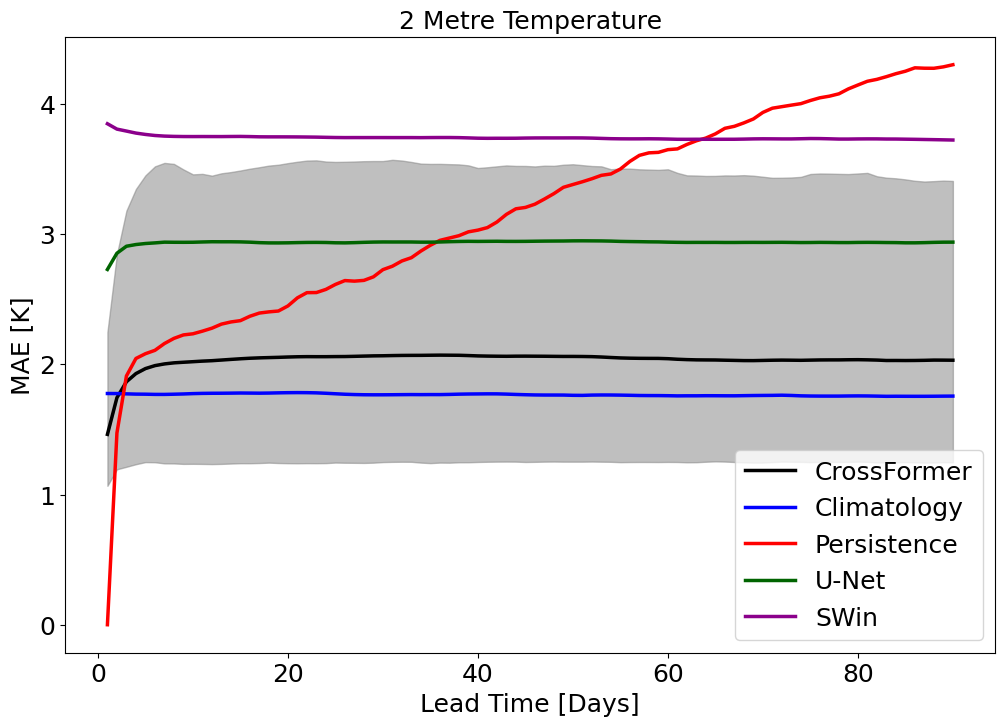 2 Metre Temperature
MAE [K]
4
3
2
1
0
0 20 40 60 80
Lead Time [Days]
CrossFormer
Climatology
Persistence
U-Net
SWin